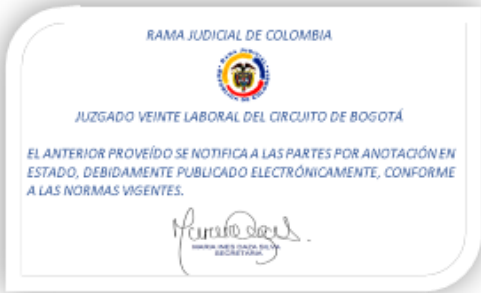 RAMA JUDICIAL DE COLOMBIA
JUZGADO VEINTE LABORAL DEL CIRCUITO DE BOGOTÁ
EL ANTERIOR PROVEÍDO SE NOTIFICA A LAS PARTES POR ANOTACIÓN EN
ESTADO, DEBIDAMENTE PUBLICADO ELECTRÓNICAMENTE, CONFORME
A LAS NORMAS VIGENTES.
MARIA INES DAZA SILVA
SECRETARIA